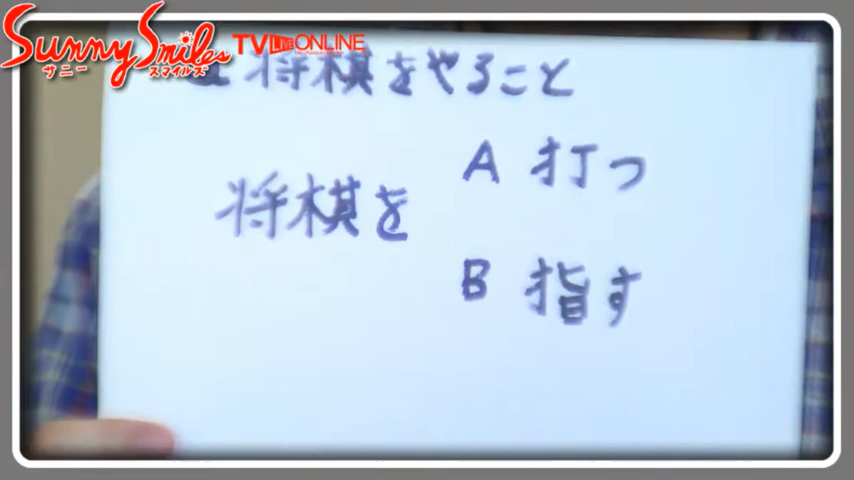 Sunny Smiles
サニー スマイルズ
TV LIVE ONLINE
将棋をやること
将棋を
A 打つ
B 指す